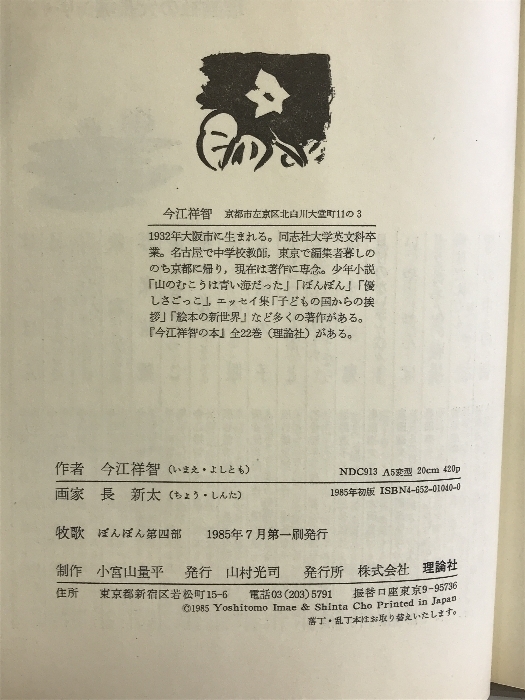 今江祥智 京都市左京区北白川大堂町11の3
1932年大阪市に生まれる。同志社大学英文科卒
業。名古屋で中学校教師，東京で編集者暮しの
のち京都に帰り，現在は著作に専念。少年小説
「山のむこうは青い海だった」「ぼんぼん」「優
しさごっこ」，エッセイ集「子どもの国からの挨
拶」「絵本の新世界」など多くの著作がある。
『今江祥智の本』全22巻（理論社）がある。
作者 今江祥智（いまえ・よしとも） NDC913 A5変型 20cm 420p
画家 長 新太（ちょう・しんた） 1985年初版 ISBN4-652-01040-0
牧歌 ぼんぼん第四部 1985年7月第一刷発行
制作 小宮山量平 発行 山村光司 発行所 株式会社 理論社
住所 東京都新宿区若松町15-6 電話03(203)5791 振替口座東京9-95736
©1985 Yoshitomo Imae & Shinta Cho Printed in Japan
落丁・乱丁本はお取り替えいたします。